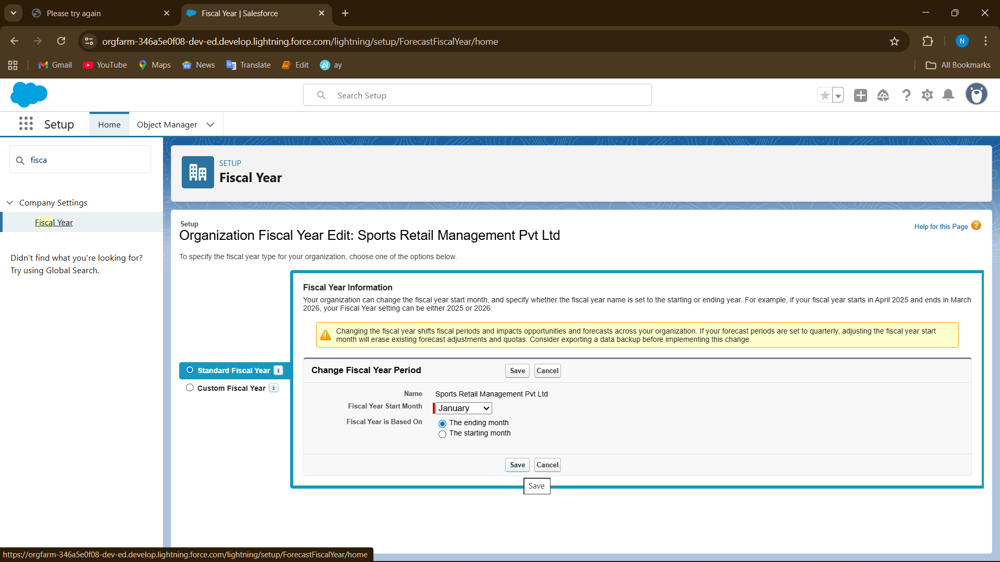 Please try again
Fiscal Year | Salesforce
orgfarm-346a5e0f08-dev-ed.develop.lightning.force.com/lightning/setup/ForecastFiscalYear/home
N
Gmail
YouTube
Maps
News
Translate
Edit
ay
All Bookmarks
Search Setup
Setup
Home
Object Manager
fisca
Company Settings
Fiscal Year
Didn't find what you're looking for?
Try using Global Search.
SETUP
Fiscal Year
Setup
Organization Fiscal Year Edit: Sports Retail Management Pvt Ltd
Help for this Page
To specify the fiscal year type for your organization, choose one of the options below.
Standard Fiscal Year
Custom Fiscal Year
Fiscal Year Information
Your organization can change the fiscal year start month, and specify whether the fiscal year name is set to the starting or ending year. For example, if your fiscal year starts in April 2025 and ends in March
2026, your Fiscal Year setting can be either 2025 or 2026.
Changing the fiscal year shifts fiscal periods and impacts opportunities and forecasts across your organization. If your forecast periods are set to quarterly, adjusting the fiscal year start
month will erase existing forecast adjustments and quotas. Consider exporting a data backup before implementing this change.
Change Fiscal Year Period
Save
Cancel
Name
Sports Retail Management Pvt Ltd
Fiscal Year Start Month
January
Fiscal Year is Based On
The ending month
The starting month
Save
Cancel
Save
https://orgfarm-346a5e0f08-dev-ed.develop.lightning.force.com/lightning/setup/ForecastFiscalYear/home